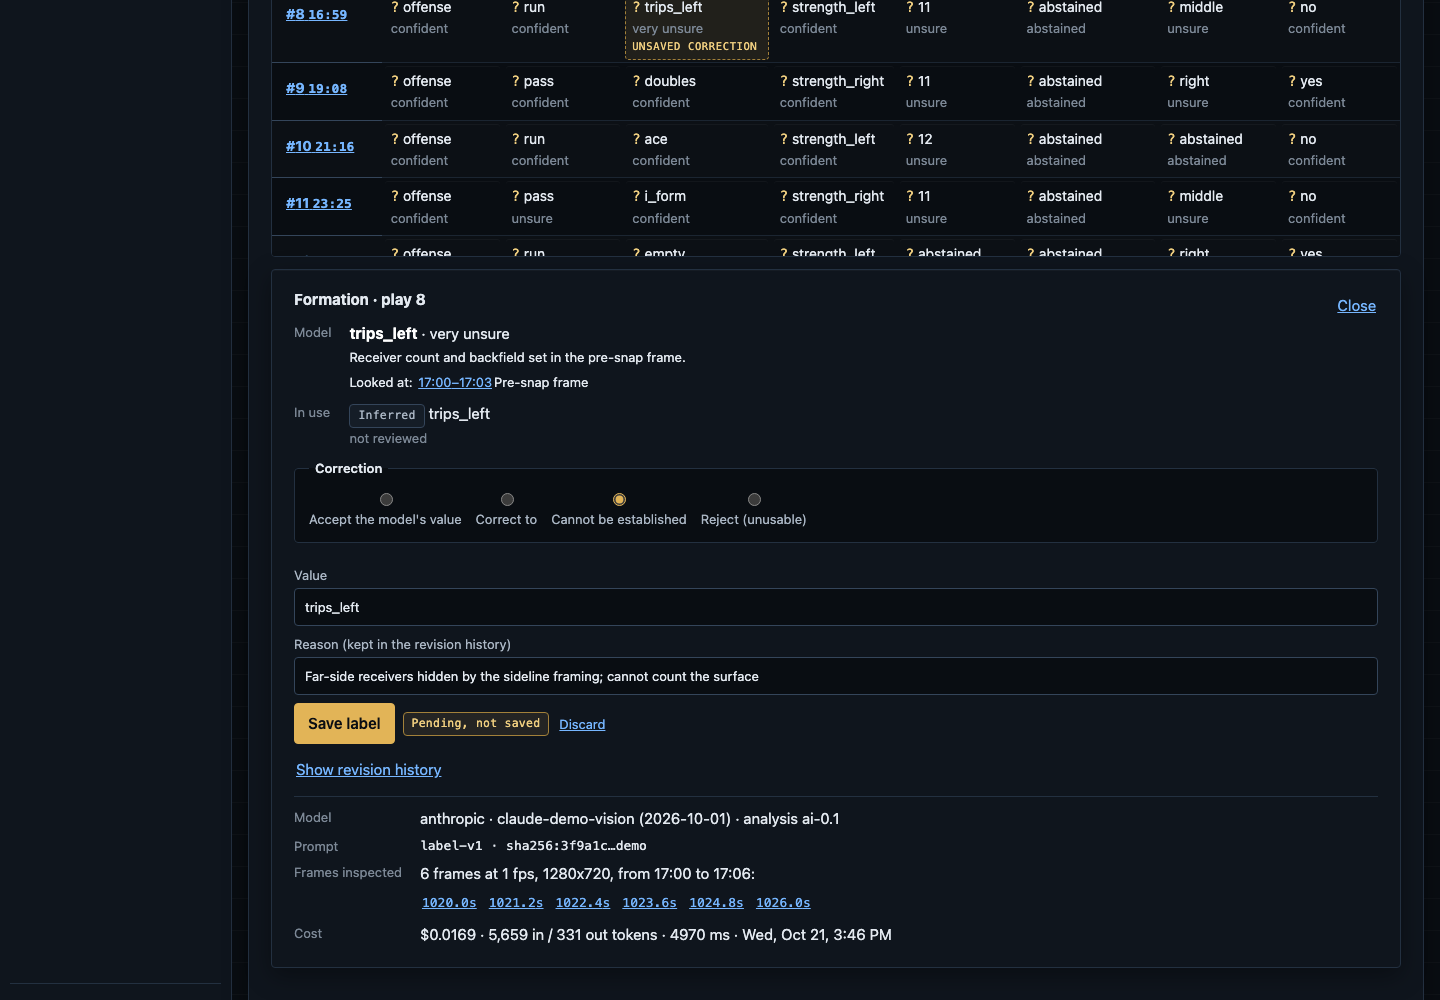 #8 16:59 ? offense ? run ? trips_left ? strength_left ? 11 ? abstained ? middle ? no
confident confident very unsure confident unsure abstained unsure confident
UNSAVED CORRECTION
#9 19:08 ? offense ? pass ? doubles ? strength_right ? 11 ? abstained ? right ? yes
confident confident confident confident unsure abstained unsure confident
#10 21:16 ? offense ? run ? ace ? strength_left ? 12 ? abstained ? abstained ? no
confident confident confident confident unsure abstained abstained confident
#11 23:25 ? offense ? pass ? i_form ? strength_right ? 11 ? abstained ? middle ? no
confident unsure confident confident unsure abstained unsure confident
? offense ? run ? empty ? strength_left ? abstained ? abstained ? right ? yes
Formation · play 8
Close
Model trips_left · very unsure
Receiver count and backfield set in the pre-snap frame.
Looked at: 17:00–17:03 Pre-snap frame
In use Inferred trips_left
not reviewed
Correction
Accept the model's value Correct to Cannot be established Reject (unusable)
Value
trips_left
Reason (kept in the revision history)
Far-side receivers hidden by the sideline framing; cannot count the surface
Save label Pending, not saved Discard
Show revision history
Model anthropic · claude-demo-vision (2026-10-01) · analysis ai-0.1
Prompt label-v1 · sha256:3f9a1c…demo
Frames inspected 6 frames at 1 fps, 1280x720, from 17:00 to 17:06:
1020.0s 1021.2s 1022.4s 1023.6s 1024.8s 1026.0s
Cost $0.0169 · 5,659 in / 331 out tokens · 4970 ms · Wed, Oct 21, 3:46 PM